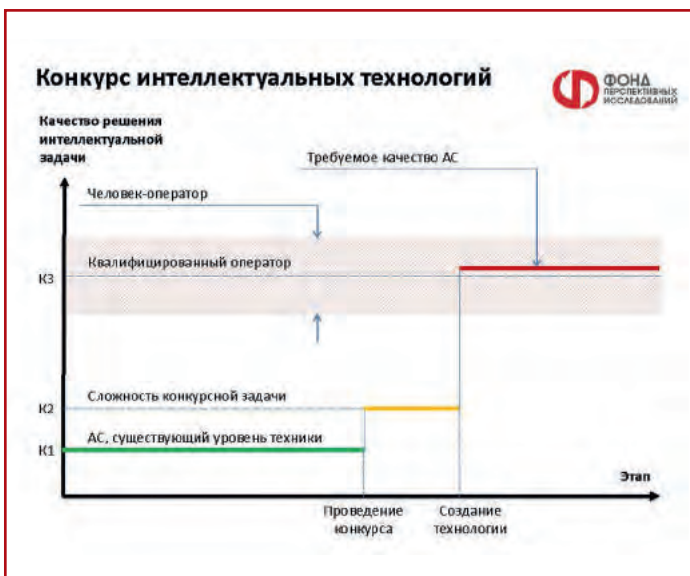 Конкурс интеллектуальных технологий
ФОНД
ПЕРСПЕКТИВНЫХ
ИССЛЕДОВАНИЙ
Качество решения
интеллектуальной
задачи
Требуемое качество АС
Человек-оператор
Квалифицированный оператор
К3
Сложность конкурсной задачи
К2
АС, существующий уровень техники
К1
Этап
Проведение
конкурса
Создание
технологии